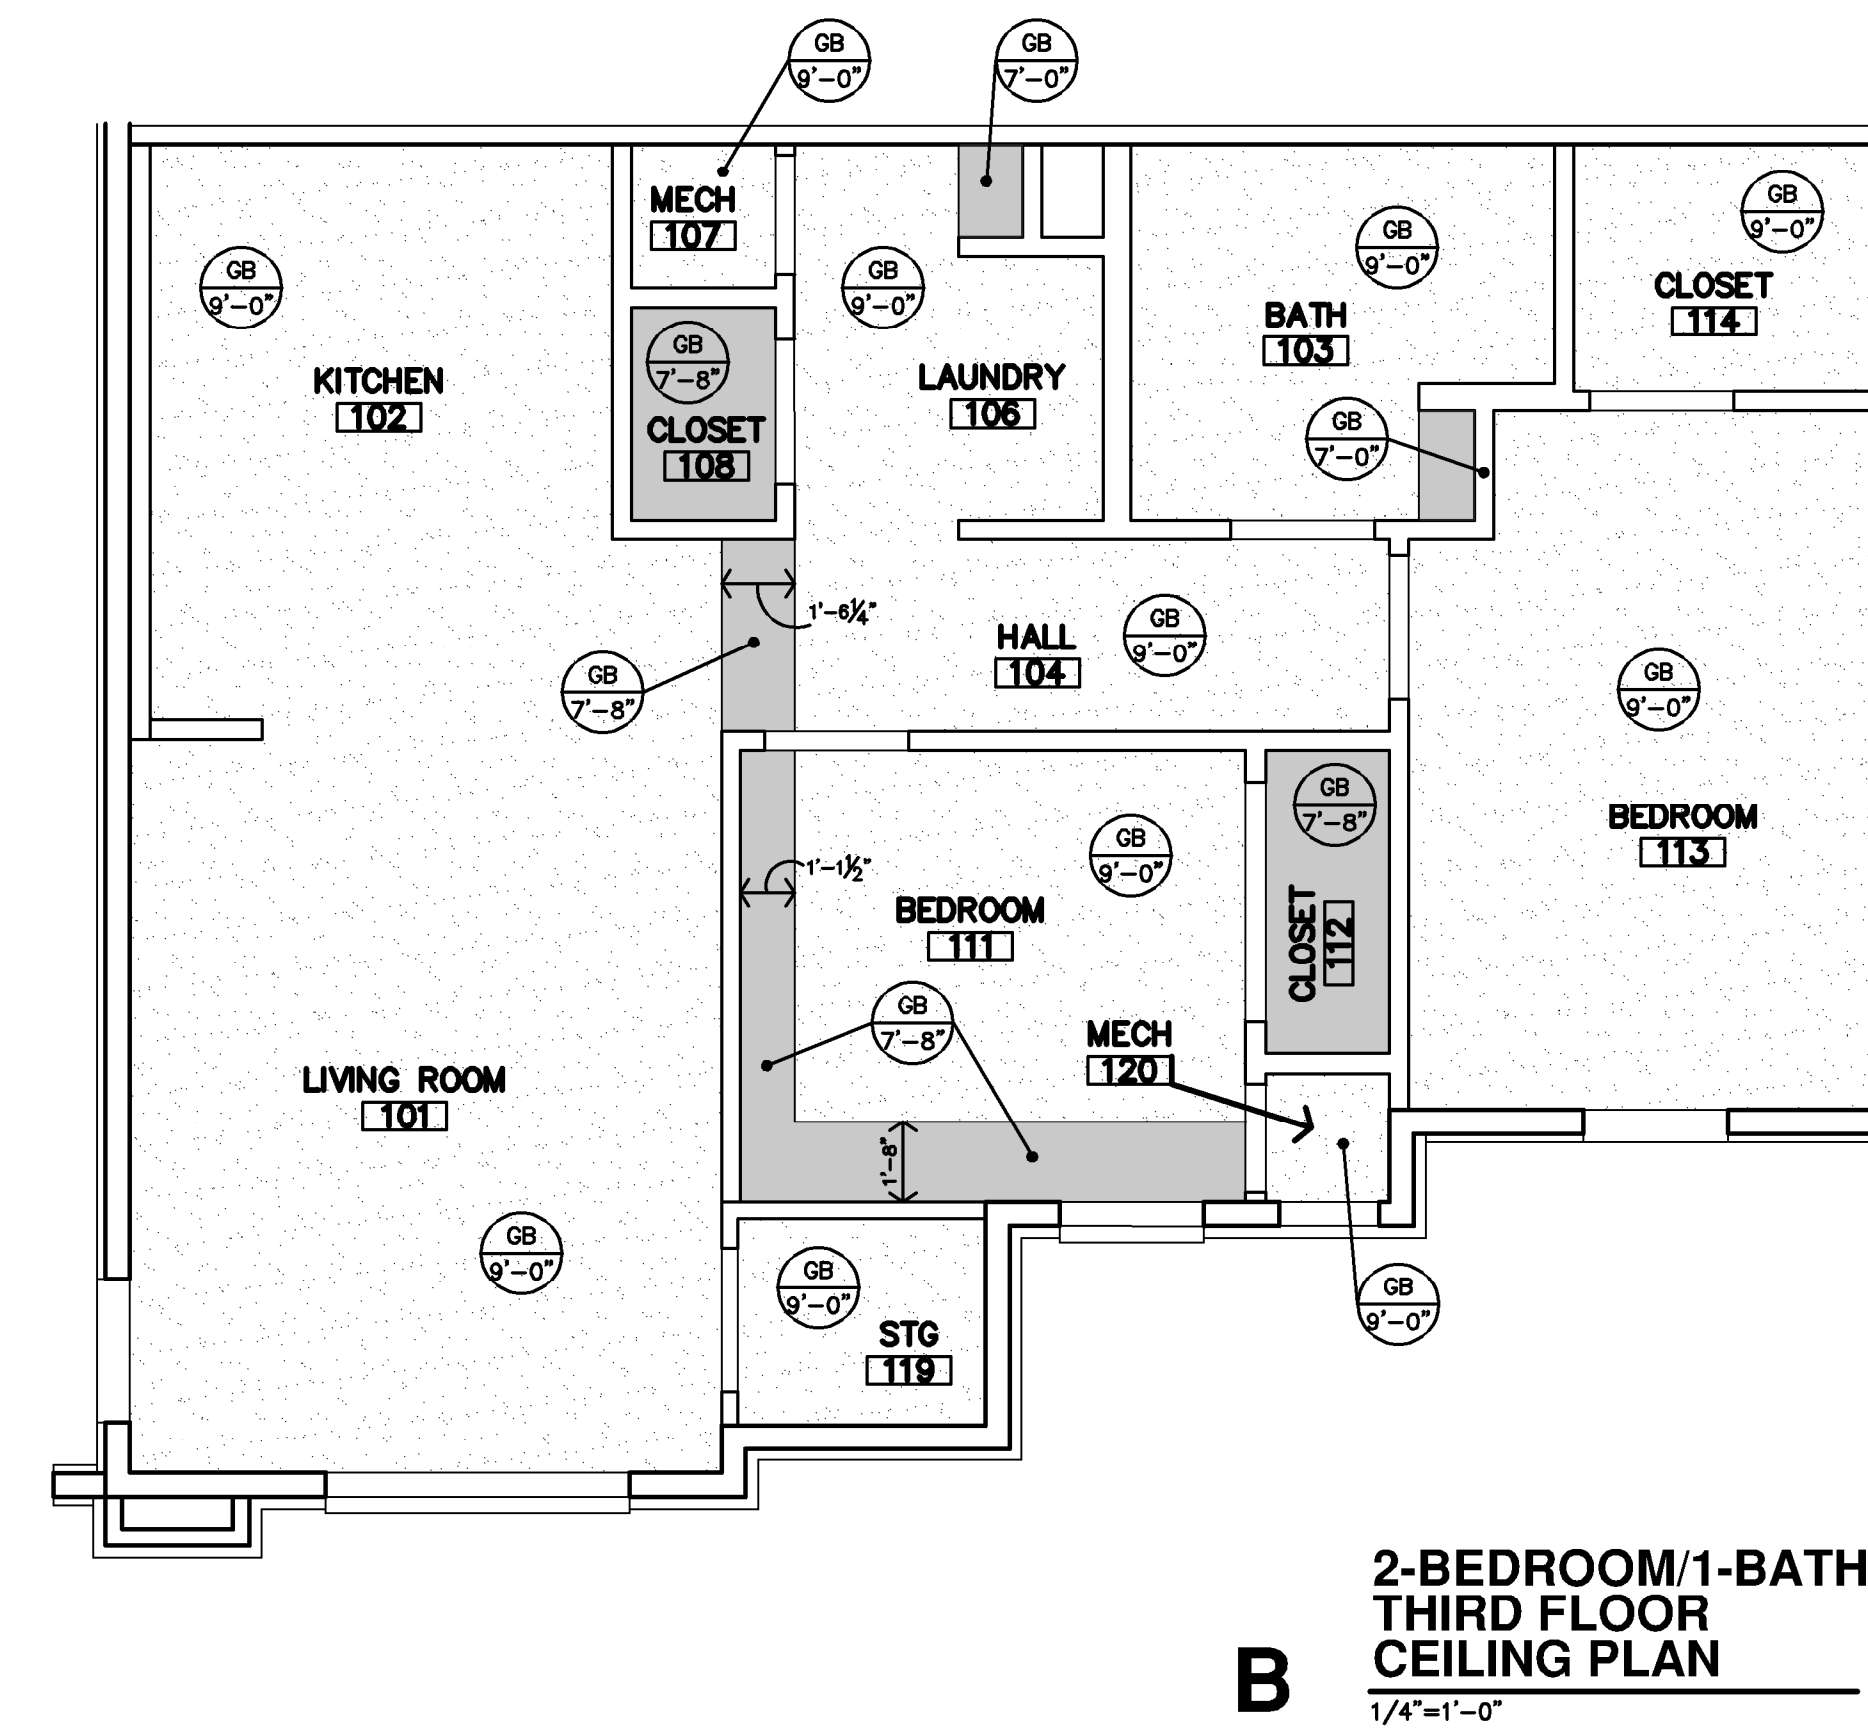 GB
9'-0"
GB
7'-0"
MECH
107
GB
9'-0"
GB
9'-0"
GB
9'-0"
GB
9'-0"
CLOSET
114
BATH
103
GB
7'-8"
CLOSET
108
KITCHEN
102
LAUNDRY
106
GB
7'-0"
1'-6¼"
HALL
104
GB
9'-0"
GB
7'-8"
GB
9'-0"
GB
7'-8"
BEDROOM
113
GB
9'-0"
1'-1½"
BEDROOM
111
CLOSET
112
GB
7'-8"
MECH
120
LIVING ROOM
101
1'-8"
GB
9'-0"
GB
9'-0"
STG
119
GB
9'-0"
B
2-BEDROOM/1-BATH
THIRD FLOOR
CEILING PLAN
1/4"=1'-0"